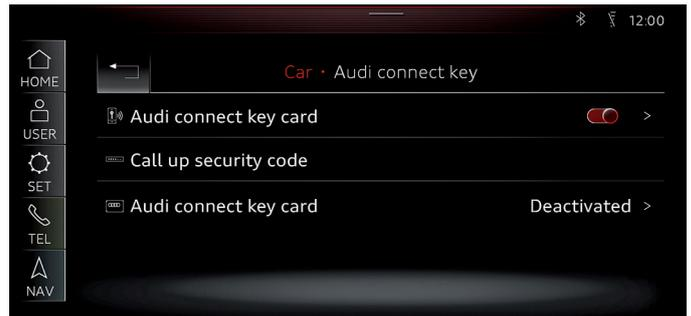 12:00
HOME
Car • Audi connect key
Audi connect key card
>
USER
Call up security code
SET
Audi connect key card Deactivated >
TEL
NAV